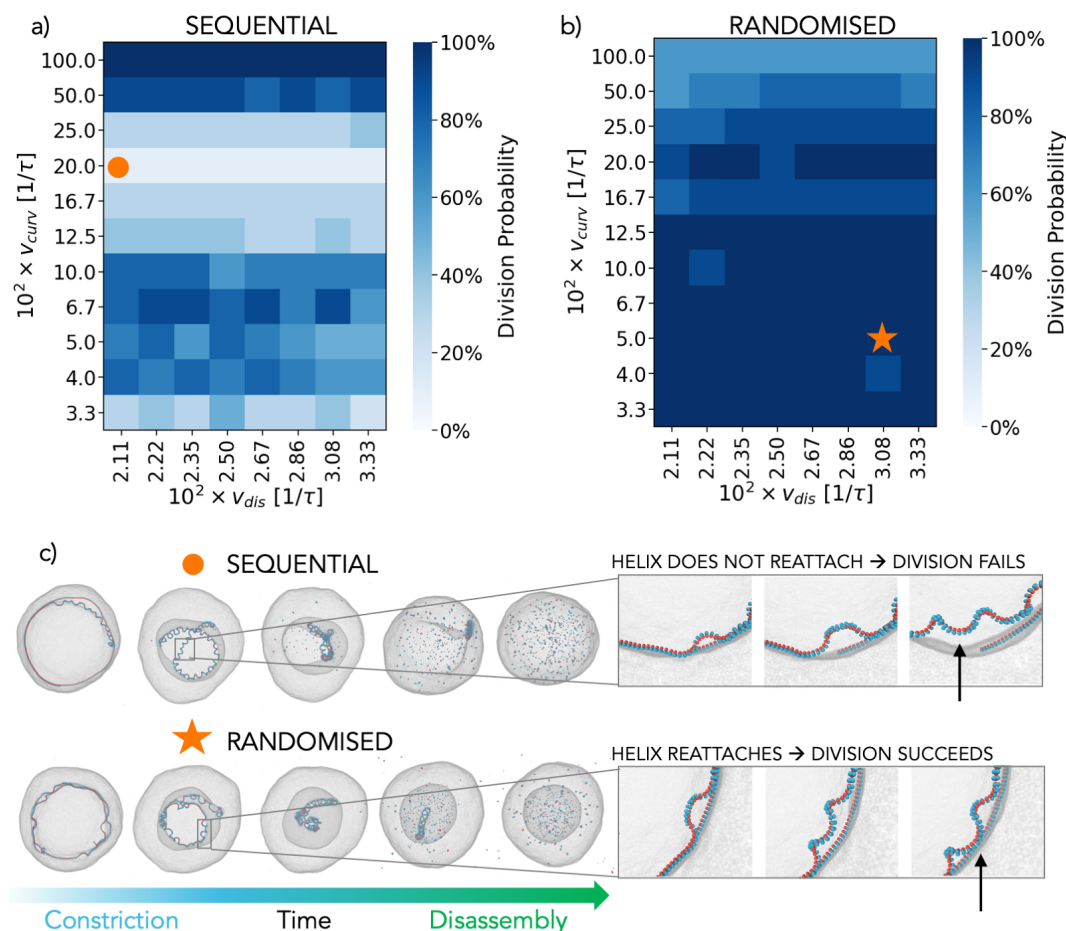 a)
SEQUENTIAL
100.0
50.0
25.0
20.0
16.7
12.5
10.0
6.7
5.0
4.0
3.3
10² × v_curv [1/τ]
2.11
2.22
2.35
2.50
2.67
2.86
3.08
3.33
10² × v_dis [1/τ]
100%
80%
60%
40%
20%
0%
Division Probability
b)
RANDOMISED
100.0
50.0
25.0
20.0
16.7
12.5
10.0
6.7
5.0
4.0
3.3
10² × v_curv [1/τ]
2.11
2.22
2.35
2.50
2.67
2.86
3.08
3.33
10² × v_dis [1/τ]
100%
80%
60%
40%
20%
0%
Division Probability
c)
SEQUENTIAL
HELIX DOES NOT REATTACH → DIVISION FAILS
RANDOMISED
HELIX REATTACHES → DIVISION SUCCEEDS
Constriction
Time
Disassembly